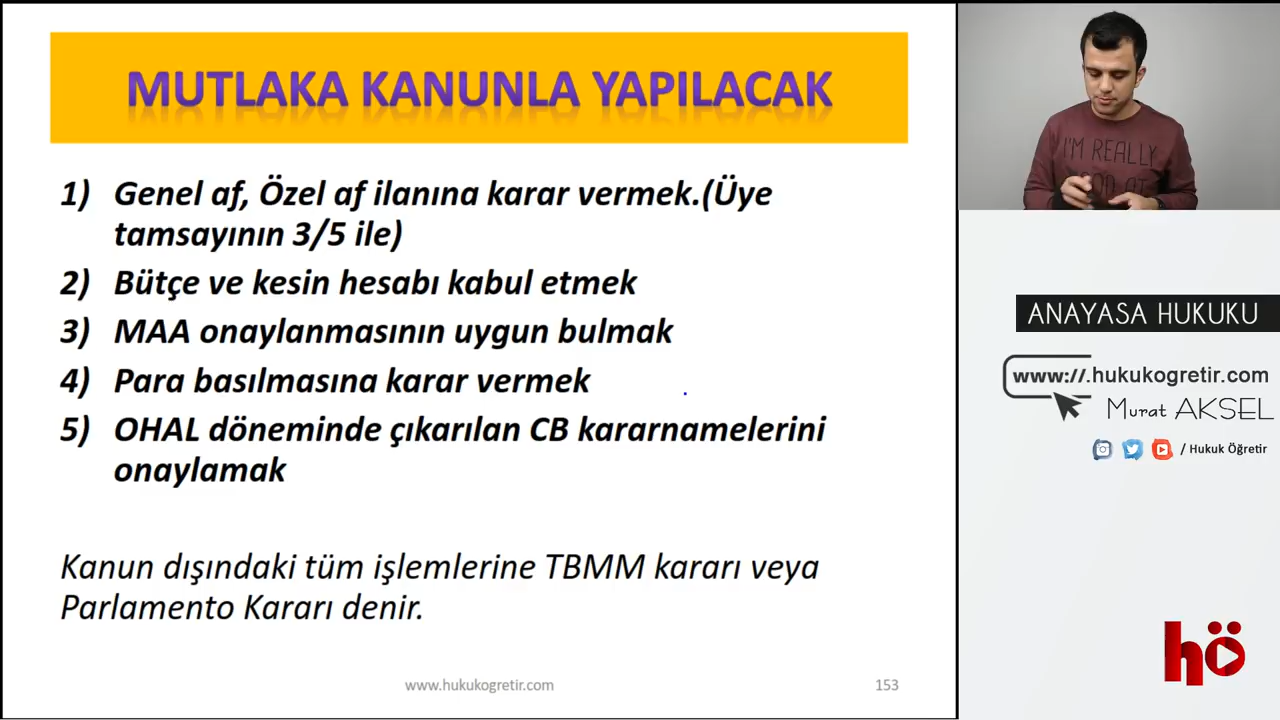 MUTLAKA KANUNLA YAPILACAK
1) Genel af, Özel af ilanına karar vermek.(Üye
tamsayının 3/5 ile)
2) Bütçe ve kesin hesabı kabul etmek
3) MAA onaylanmasının uygun bulmak
4) Para basılmasına karar vermek
5) OHAL döneminde çıkarılan CB kararnamelerini
onaylamak
Kanun dışındaki tüm işlemlerine TBMM kararı veya
Parlamento Kararı denir.
www.hukukogretir.com
153
I'M REALLY
ANAYASA HUKUKU
www://.hukukogretir.com
Murat AKSEL
/ Hukuk Öğretir
hö